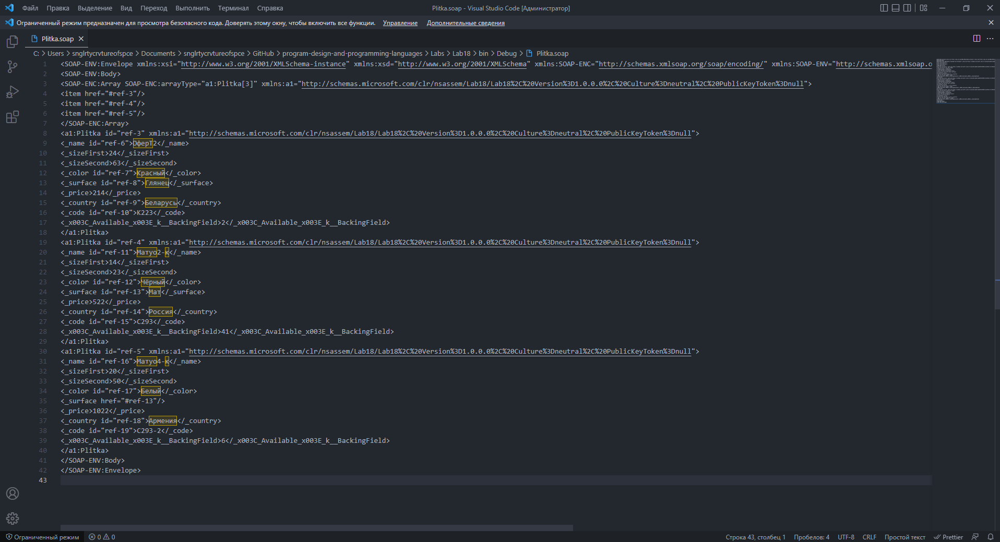 Файл Правка Выделение Вид Переход Выполнить Терминал Справка Plitka.soap - Visual Studio Code [Администратор]
Ограниченный режим предназначен для просмотра безопасного кода. Доверять этому окну, чтобы включить все функции. Управление Дополнительные сведения
Plitka.soap
C: > Users > snglrtycrvtureofspce > Documents > snglrtycrvtureofspce > GitHub > program-design-and-programming-languages > Labs > Lab18 > bin > Debug > Plitka.soap
1 <SOAP-ENV:Envelope xmlns:xsi="http://www.w3.org/2001/XMLSchema-instance" xmlns:xsd="http://www.w3.org/2001/XMLSchema" xmlns:SOAP-ENC="http://schemas.xmlsoap.org/soap/encoding/" xmlns:SOAP-ENV="http://schemas.xmlsoap.o
2 <SOAP-ENV:Body>
3 <SOAP-ENC:Array SOAP-ENC:arrayType="a1:Plitka[3]" xmlns:a1="http://schemas.microsoft.com/clr/nsassem/Lab18/Lab18%2C%20Version%3D1.0.0.0%2C%20Culture%3Dneutral%2C%20PublicKeyToken%3Dnull">
4 <item href="#ref-3"/>
5 <item href="#ref-4"/>
6 <item href="#ref-5"/>
7 </SOAP-ENC:Array>
8 <a1:Plitka id="ref-3" xmlns:a1="http://schemas.microsoft.com/clr/nsassem/Lab18/Lab18%2C%20Version%3D1.0.0.0%2C%20Culture%3Dneutral%2C%20PublicKeyToken%3Dnull">
9 <_name id="ref-6">ОферТ2</_name>
10 <_sizeFirst>24</_sizeFirst>
11 <_sizeSecond>63</_sizeSecond>
12 <_color id="ref-7">Красный</_color>
13 <_surface id="ref-8">Глянец</_surface>
14 <_price>214</_price>
15 <_country id="ref-9">Беларусь</_country>
16 <_code id="ref-10">K223</_code>
17 <_x003C_Available_x003E_k__BackingField>2</_x003C_Available_x003E_k__BackingField>
18 </a1:Plitka>
19 <a1:Plitka id="ref-4" xmlns:a1="http://schemas.microsoft.com/clr/nsassem/Lab18/Lab18%2C%20Version%3D1.0.0.0%2C%20Culture%3Dneutral%2C%20PublicKeyToken%3Dnull">
20 <_name id="ref-11">Матуо2-к</_name>
21 <_sizeFirst>14</_sizeFirst>
22 <_sizeSecond>23</_sizeSecond>
23 <_color id="ref-12">Чёрный</_color>
24 <_surface id="ref-13">Мат</_surface>
25 <_price>522</_price>
26 <_country id="ref-14">Россия</_country>
27 <_code id="ref-15">C293</_code>
28 <_x003C_Available_x003E_k__BackingField>41</_x003C_Available_x003E_k__BackingField>
29 </a1:Plitka>
30 <a1:Plitka id="ref-5" xmlns:a1="http://schemas.microsoft.com/clr/nsassem/Lab18/Lab18%2C%20Version%3D1.0.0.0%2C%20Culture%3Dneutral%2C%20PublicKeyToken%3Dnull">
31 <_name id="ref-16">Матуо4-к</_name>
32 <_sizeFirst>20</_sizeFirst>
33 <_sizeSecond>50</_sizeSecond>
34 <_color id="ref-17">Белый</_color>
35 <_surface href="#ref-13"/>
36 <_price>1022</_price>
37 <_country id="ref-18">Армения</_country>
38 <_code id="ref-19">C293-2</_code>
39 <_x003C_Available_x003E_k__BackingField>6</_x003C_Available_x003E_k__BackingField>
40 </a1:Plitka>
41 </SOAP-ENV:Body>
42 </SOAP-ENV:Envelope>
43
Ограниченный режим 0 0 Строка 43, столбец 1 Пробелов: 4 UTF-8 CRLF Простой текст Prettier